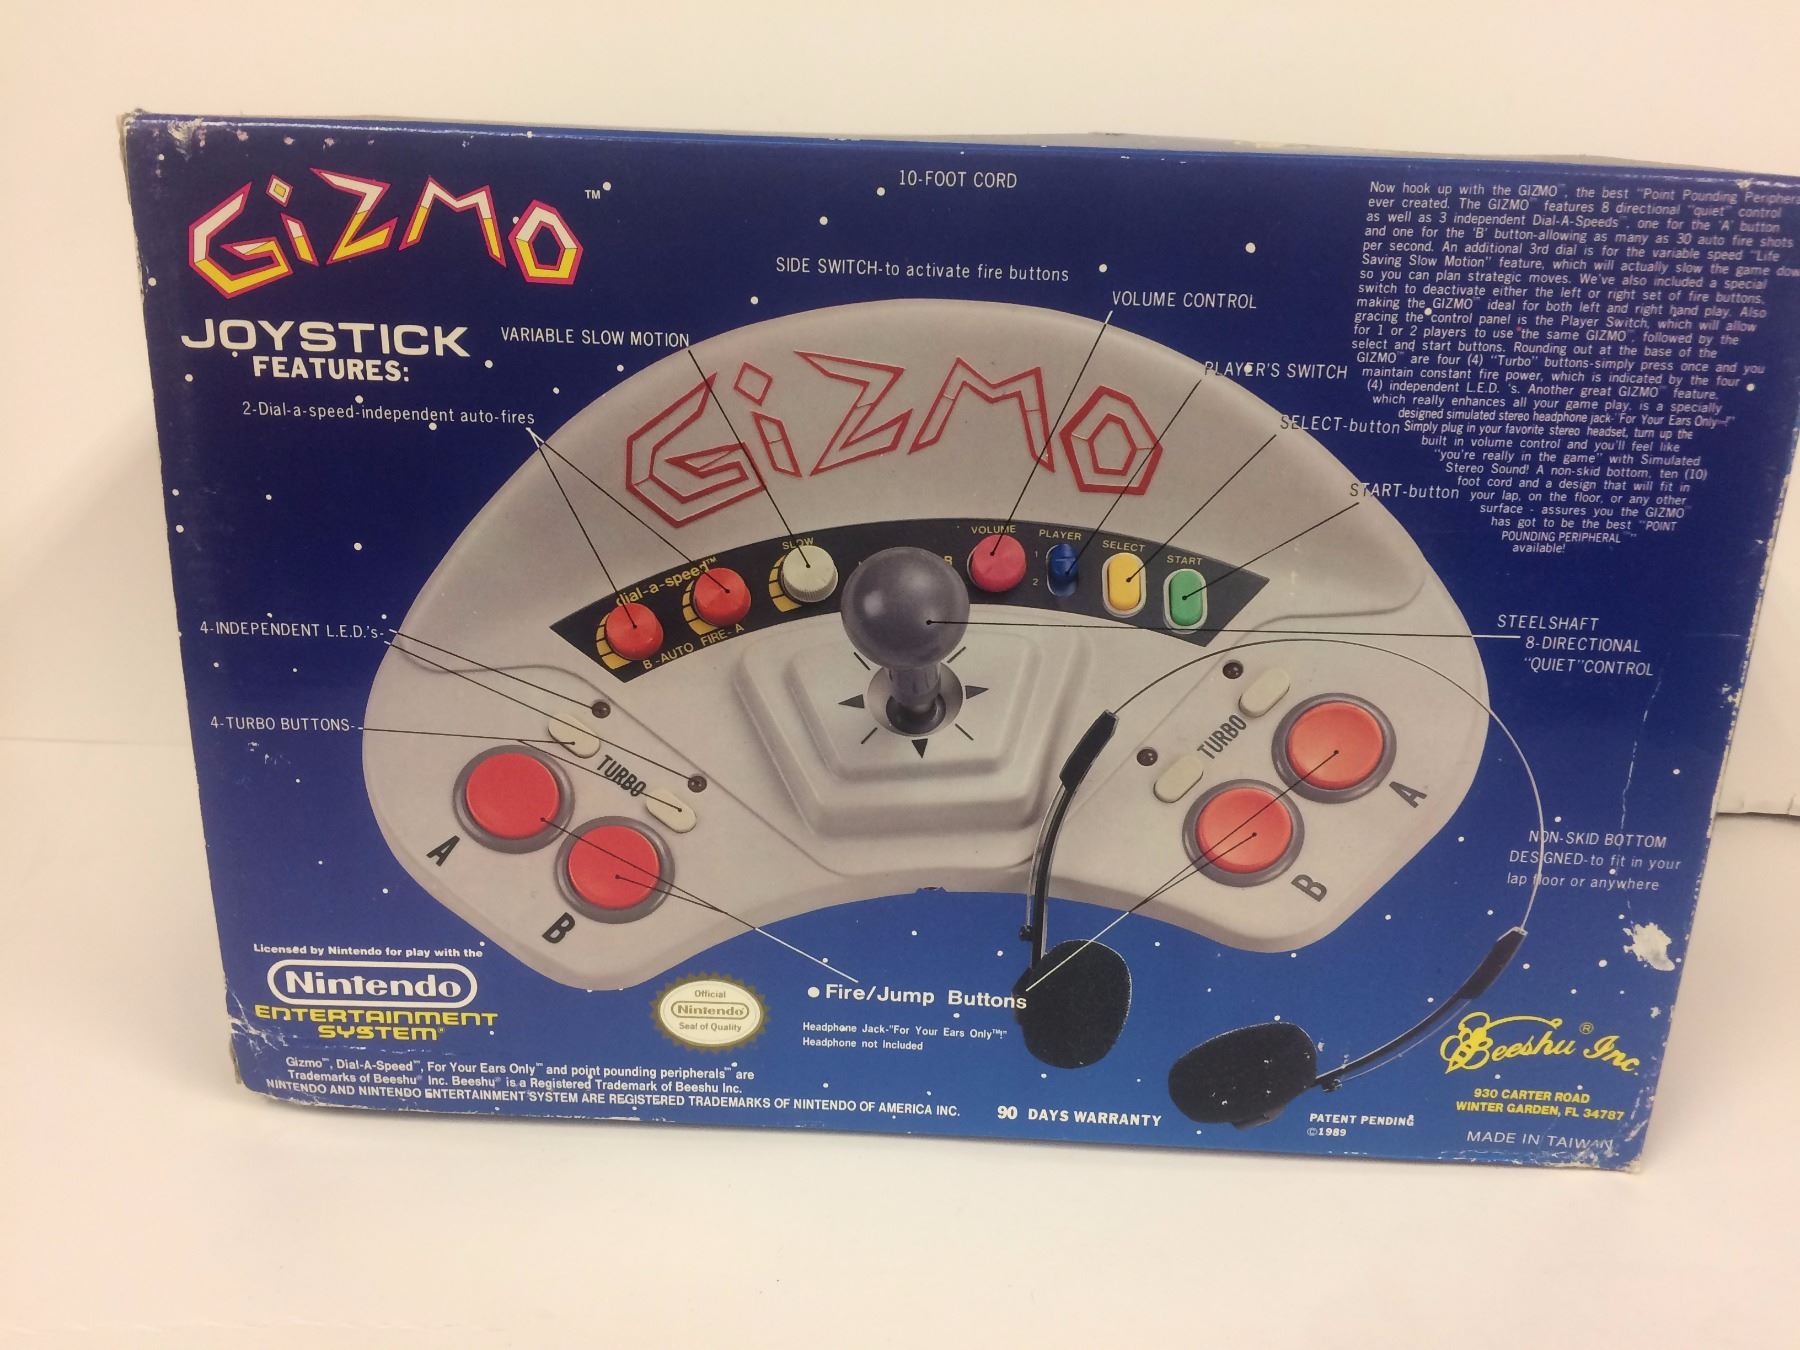 GiZMO ™
10-FOOT CORD
SIDE SWITCH-to activate fire buttons
VOLUME CONTROL
JOYSTICK
FEATURES:
VARIABLE SLOW MOTION
PLAYER'S SWITCH
2-Dial-a-speed-independent auto-fires
SELECT-button
START-button
Now hook up with the GIZMO™, the best "Point Pounding Periphera
ever created. The GIZMO™ features 8 directional "quiet" control
as well as 3 independent Dial-A-Speeds™, one for the 'A' button
and one for the 'B' button-allowing as many as 30 auto fire shots
per second. An additional 3rd dial is for the variable speed "Life
Saving Slow Motion" feature, which will actually slow the game dow
so you can plan strategic moves. We've also included a special
switch to deactivate either the left or right set of fire buttons,
making the GIZMO™ ideal for both left and right hand play. Also
gracing the control panel is the Player Switch, which will allow
for 1 or 2 players to use the same GIZMO™, followed by the
select and start buttons. Rounding out at the base of the
GIZMO™ are four (4) "Turbo" buttons-simply press once and you
maintain constant fire power, which is indicated by the four
(4) independent L.E.D. 's. Another great GIZMO™ feature,
which really enhances all your game play, is a specially
designed simulated stereo headphone jack-"For Your Ears Only™!"
Simply plug in your favorite stereo headset, turn up the
built in volume control and you'll feel like
"you're really in the game" with Simulated
Stereo Sound! A non-skid bottom, ten (10)
foot cord and a design that will fit in
your lap, on the floor, or any other
surface - assures you the GIZMO™
has got to be the best "POINT
POUNDING PERIPHERAL™"
available!
GiZMO
dial-a-speed™
SLOW
VOLUME
PLAYER
1
2
SELECT
START
B -AUTO FIRE- A
4-INDEPENDENT L.E.D.'s-
STEELSHAFT
8-DIRECTIONAL
"QUIET"CONTROL
4-TURBO BUTTONS-
TURBO
TURBO
A
B
A
B
NON-SKID BOTTOM
DESIGNED-to fit in your
lap floor or anywhere
Licensed by Nintendo for play with the
Nintendo
ENTERTAINMENT
SYSTEM®
Official
Nintendo
Seal of Quality
● Fire/Jump Buttons
Headphone Jack-"For Your Ears Only™!"
Headphone not Included
Beeshu Inc. ®
930 CARTER ROAD
WINTER GARDEN, FL 34787
MADE IN TAIWAN
Gizmo™, Dial-A-Speed™, For Your Ears Only™ and point pounding peripherals™ are
Trademarks of Beeshu® Inc. Beeshu® is a Registered Trademark of Beeshu Inc.
NINTENDO AND NINTENDO ENTERTAINMENT SYSTEM ARE REGISTERED TRADEMARKS OF NINTENDO OF AMERICA INC.
90 DAYS WARRANTY
PATENT PENDING
©1989